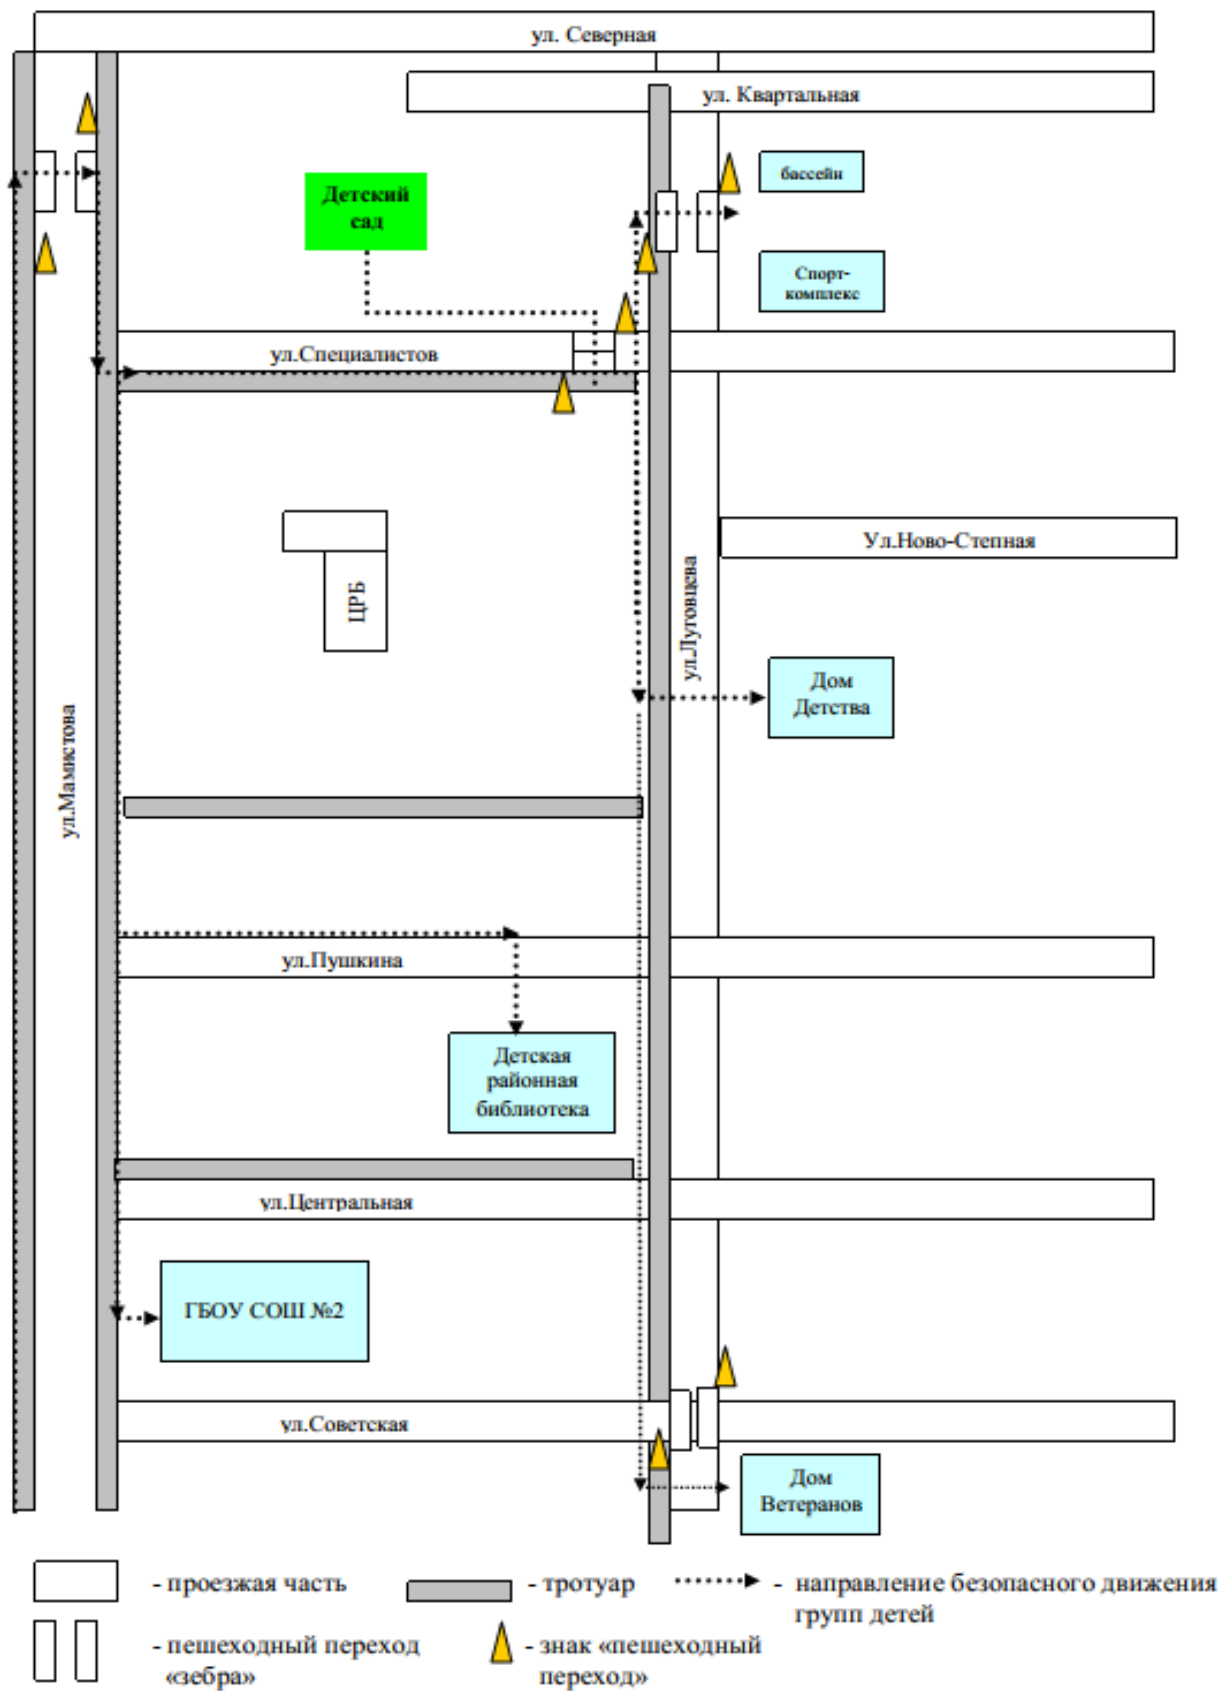 ул. Северная
ул. Квартальная
бассейн
Детский
сад
Спорт-
комплекс
ул.Специалистов
Ул.Ново-Степная
ЦРБ
ул.Луговцева
Дом
Детства
ул.Мамистова
ул.Пушкина
Детская
районная
библиотека
ул.Центральная
ГБОУ СОШ №2
ул.Советская
Дом
Ветеранов
- проезжая часть
- тротуар
- направление безопасного движения
групп детей
- пешеходный переход
«зебра»
- знак «пешеходный
переход»